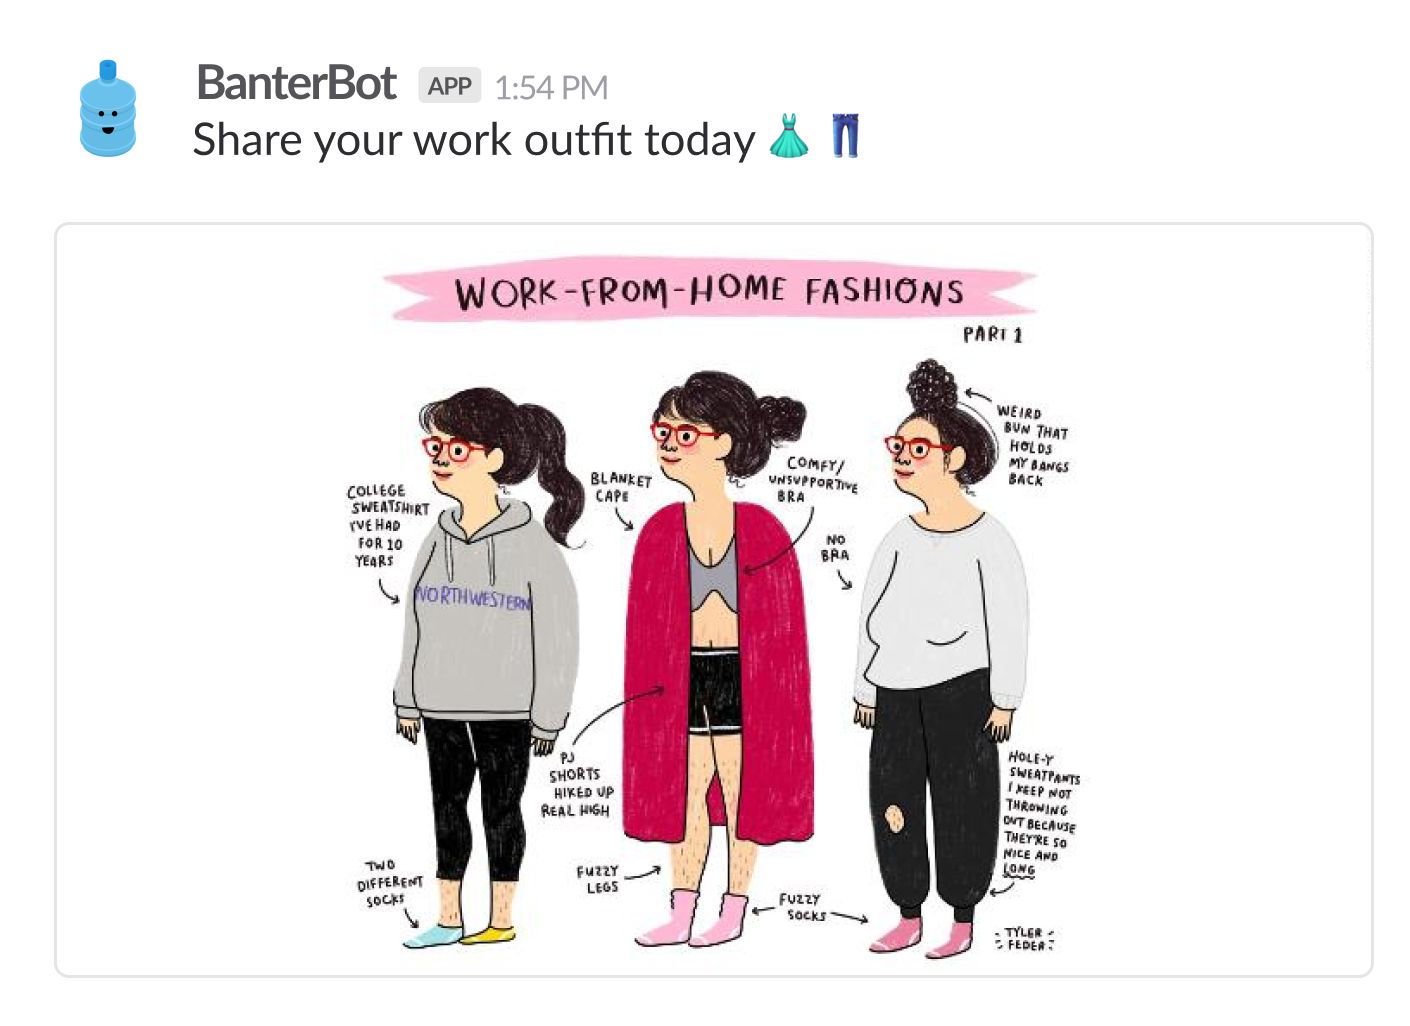 BanterBot APP 1:54 PM
Share your work outfit today
WORK-FROM-HOME FASHIONS
PART 1
COLLEGE
SWEATSHIRT
I'VE HAD
FOR 10
YEARS
NORTHWESTERN
TWO
DIFFERENT
SOCKS
BLANKET
CAPE
COMFY/
UNSUPPORTIVE
BRA
PJ
SHORTS
HIKED UP
REAL HIGH
FUZZY
LEGS
FUZZY
SOCKS
WEIRD
BUN THAT
HOLDS
MY BANGS
BACK
NO
BRA
HOLE-Y
SWEATPANTS
I KEEP NOT
THROWING
OUT BECAUSE
THEY'RE SO
NICE AND
LONG
-TYLER-
FEDER